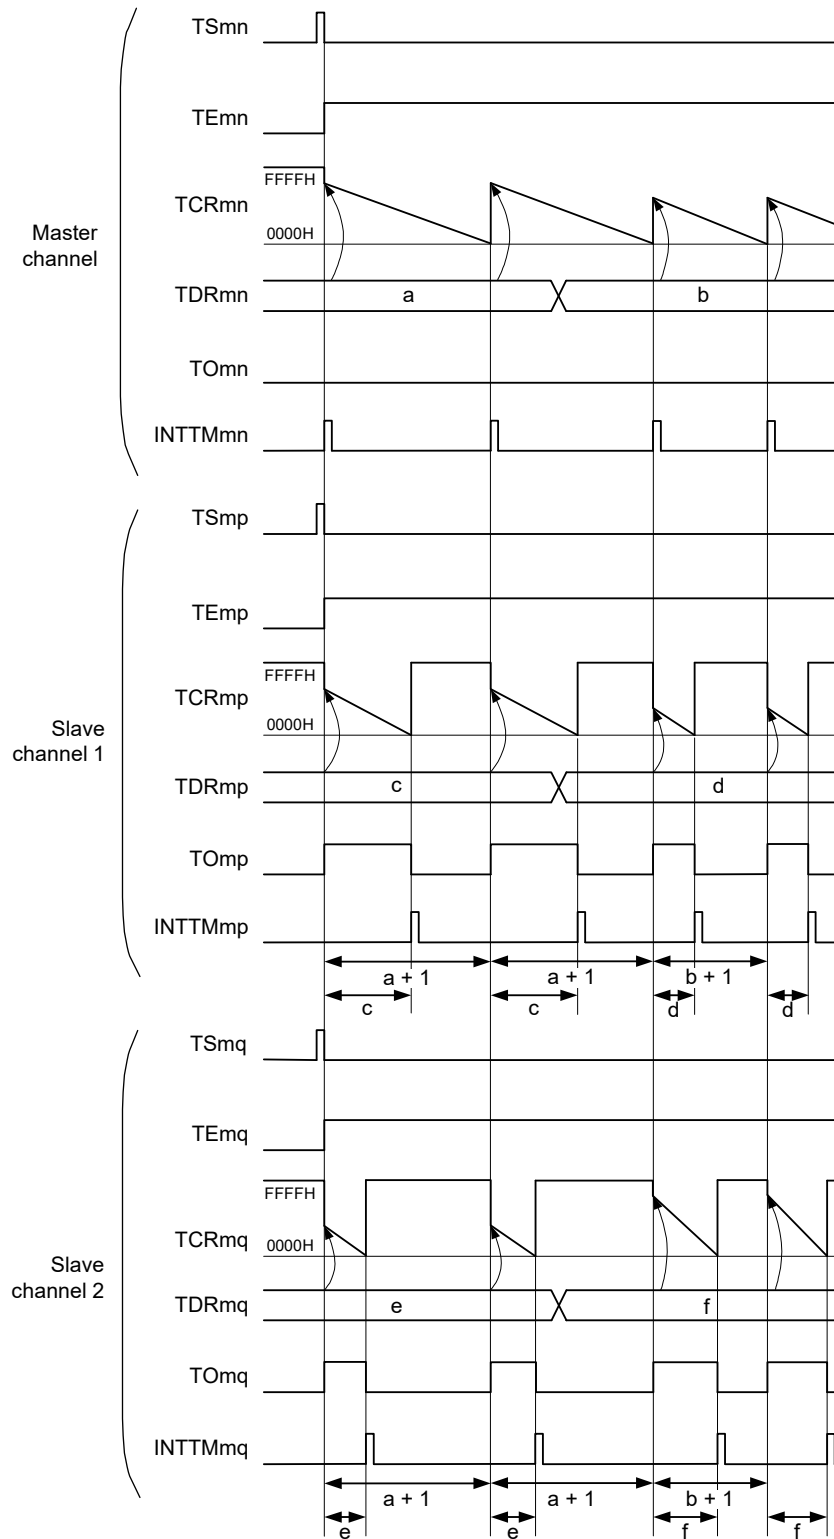 TSmn
TEmn
FFFFH
TCRmn
0000H
Master
channel
TDRmn
a
b
TOmn
INTTMmn
TSmp
TEmp
FFFFH
TCRmp
0000H
Slave
channel 1
TDRmp
c
d
TOmp
INTTMmp
a + 1
a + 1
b + 1
c
c
d
d
TSmq
TEmq
FFFFH
TCRmq
0000H
Slave
channel 2
TDRmq
e
f
TOmq
INTTMmq
a + 1
a + 1
b + 1
e
e
f
f